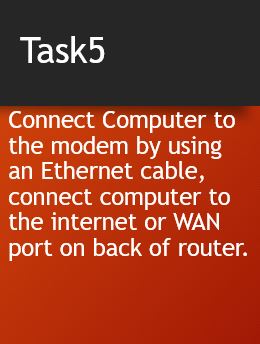 Task5
Connect Computer to
the modem by using
an Ethernet cable,
connect computer to
the internet or WAN
port on back of router.